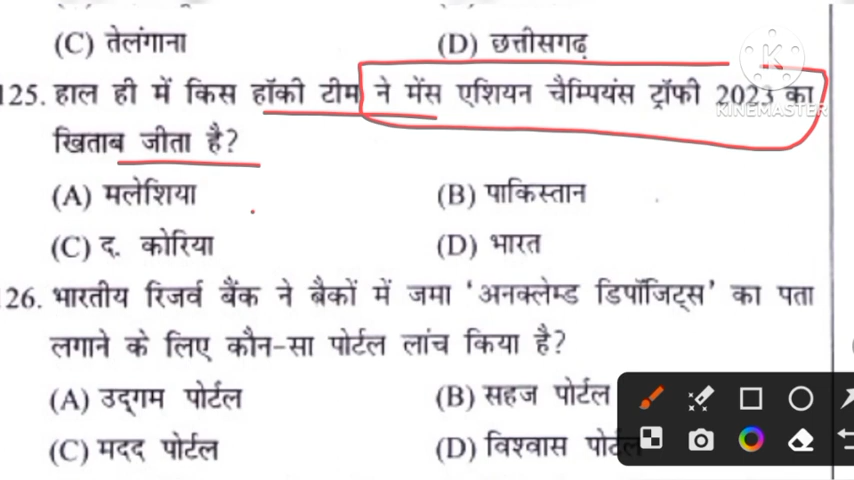 (C) तेलंगाना (D) छत्तीसगढ़
125. हाल ही में किस हॉकी टीम ने मेंस एशियन चैम्पियंस ट्रॉफी 2023 का
खिताब जीता है?
(A) मलेशिया (B) पाकिस्तान
(C) द. कोरिया (D) भारत
126. भारतीय रिजर्व बैंक ने बैकों में जमा ‘अनक्लेम्ड डिपॉजिट्स’ का पता
लगाने के लिए कौन-सा पोर्टल लांच किया है?
(A) उद्गम पोर्टल (B) सहज पोर्टल
(C) मदद पोर्टल (D) विश्वास पोर्टल
K
KINEMASTER